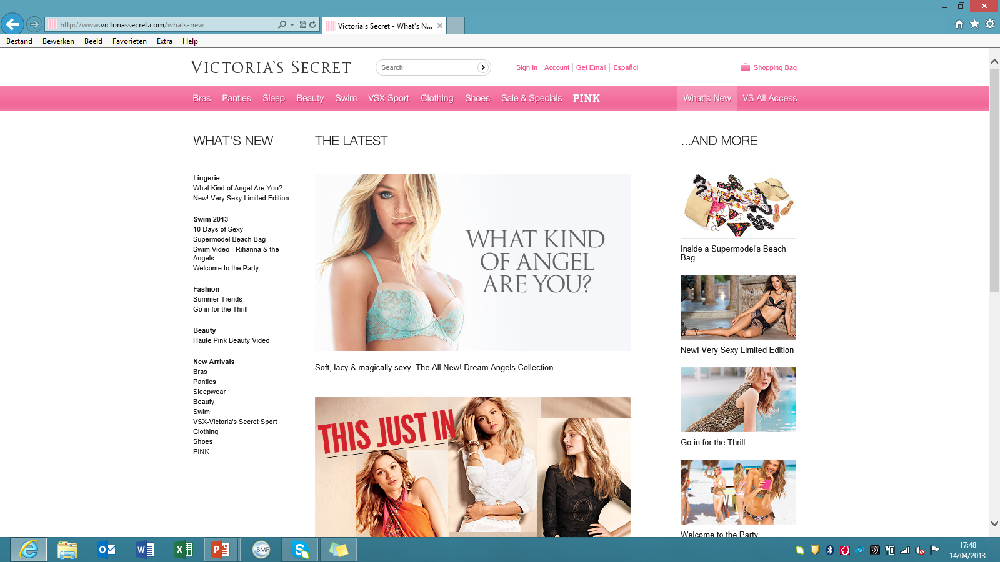 http://www.victoriassecret.com/whats-new
Victoria's Secret - What's N...
Bestand Bewerken Beeld Favorieten Extra Help
VICTORIA'S SECRET
Search
Sign In Account Get Email Español
Shopping Bag
Bras Panties Sleep Beauty Swim VSX Sport Clothing Shoes Sale & Specials PINK What's New VS All Access
WHAT'S NEW
Lingerie
What Kind of Angel Are You?
New! Very Sexy Limited Edition
Swim 2013
10 Days of Sexy
Supermodel Beach Bag
Swim Video - Rihanna & the
Angels
Welcome to the Party
Fashion
Summer Trends
Go in for the Thrill
Beauty
Haute Pink Beauty Video
New Arrivals
Bras
Panties
Sleepwear
Beauty
Swim
VSX-Victoria's Secret Sport
Clothing
Shoes
PINK
THE LATEST
WHAT KIND
OF ANGEL
ARE YOU?
Soft, lacy & magically sexy. The All New! Dream Angels Collection.
THIS JUST IN
...AND MORE
Inside a Supermodel's Beach
Bag
New! Very Sexy Limited Edition
Go in for the Thrill
Welcome to the Party
BMF
17:48
14/04/2013